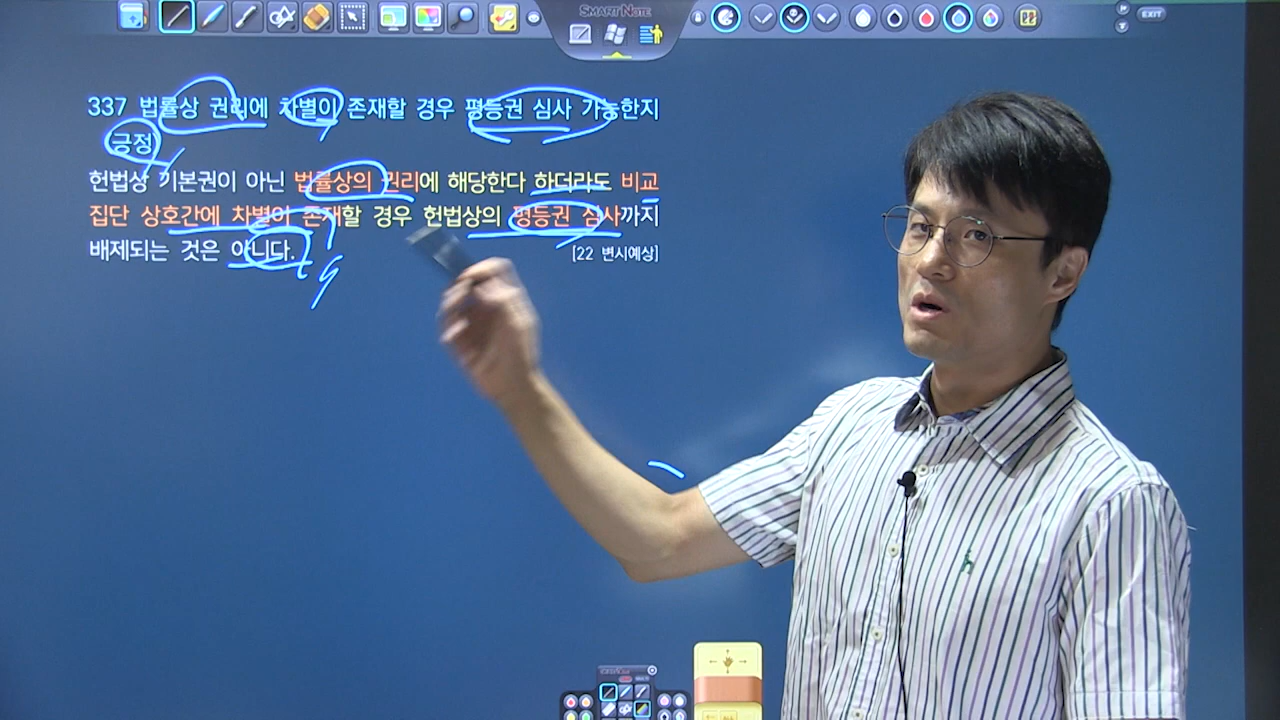 SMART NOTE
EXIT
337 법률상 권리에 차별이 존재할 경우 평등권 심사 가능한지
긍정
헌법상 기본권이 아닌 법률상의 권리에 해당한다 하더라도 비교
집단 상호간에 차별이 존재할 경우 헌법상의 평등권 심사까지
배제되는 것은 아니다.
[22 변시예상]